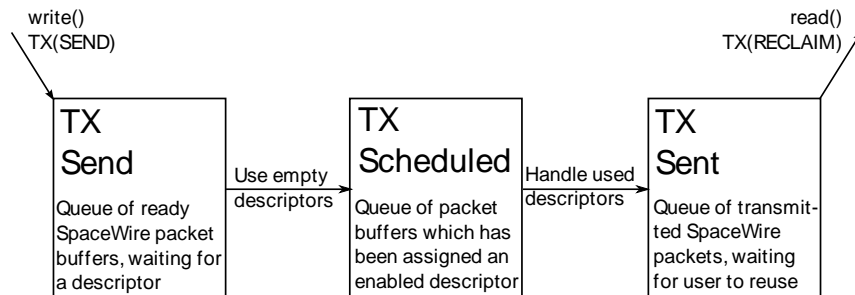 write()
TX(SEND)
read()
TX(RECLAIM)
TX
Send
Queue of ready
SpaceWire packet
buffers, waiting for
a descriptor
Use empty
descriptors
TX
Scheduled
Queue of packet
buffers which has
been assigned an
enabled descriptor
Handle used
descriptors
TX
Sent
Queue of transmit-
ted SpaceWire
packets, waiting
for user to reuse